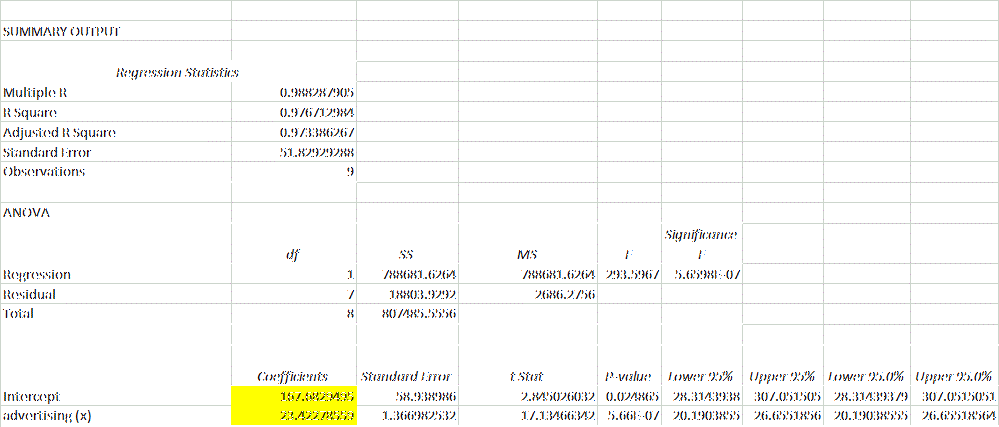 SUMMARY OUTPUT
Regression Statistics
Multiple R 0.988287905
R Square 0.976712984
Adjusted R Square 0.973386267
Standard Error 51.82929288
Observations 9
ANOVA
df SS MS F Significance F
Regression 1 788681.6264 788681.6264 293.5967 5.6598E-07
Residual 7 18803.9292 2686.2756
Total 8 807485.5556
Coefficients Standard Error t Stat P-value Lower 95% Upper 95% Lower 95.0% Upper 95.0%
Intercept 167.6829495 58.938986 2.845026032 0.024865 28.3143938 307.051505 28.31439379 307.0515051
advertising (x) 23.42278559 1.366982532 17.13466342 5.66E-07 20.1903855 26.6551856 20.19038555 26.65518564